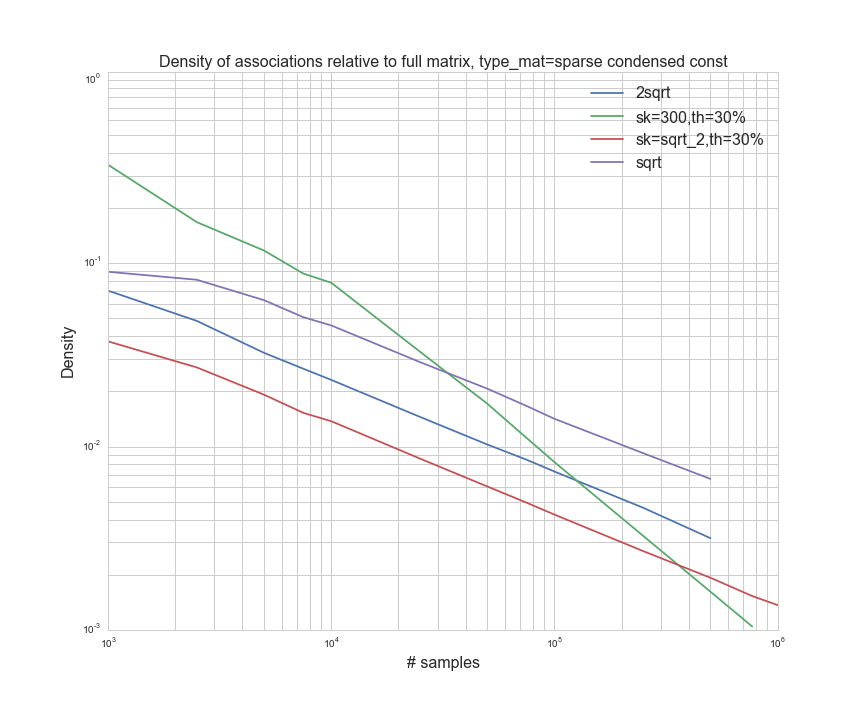 Density of associations relative to full matrix, type_mat=sparse condensed const
2sqrt
sk=300,th=30%
sk=sqrt_2,th=30%
sqrt
Density
10⁰
10⁻¹
10⁻²
10⁻³
10³ 10⁴ 10⁵ 10⁶
# samples